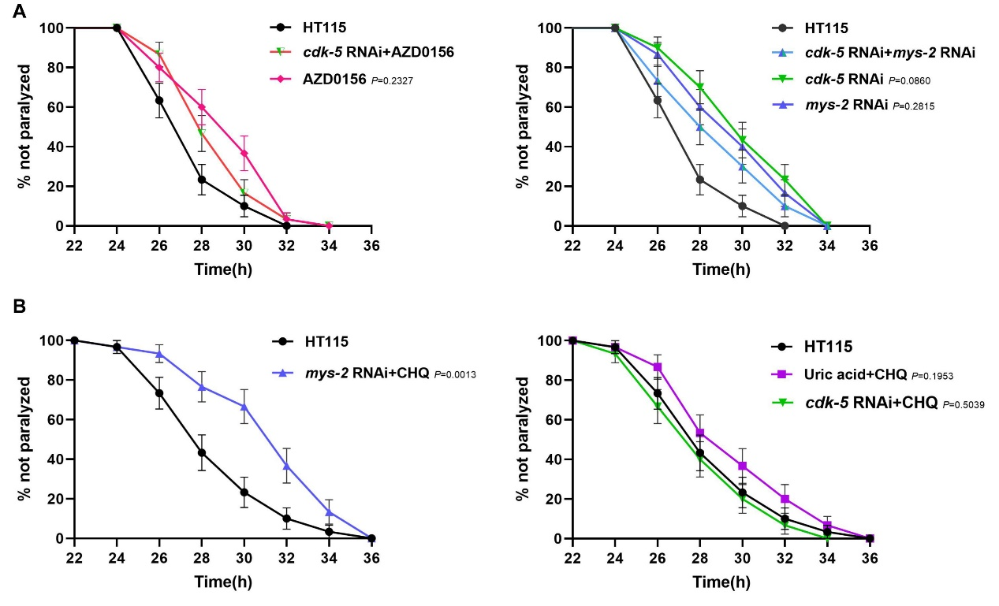 A
HT115
cdk-5 RNAi+AZD0156
AZD0156 P=0.2327
% not paralyzed
100
80
60
40
20
0
22 24 26 28 30 32 34 36
Time(h)
HT115
cdk-5 RNAi+mys-2 RNAi
cdk-5 RNAi P=0.0860
mys-2 RNAi P=0.2815
% not paralyzed
100
80
60
40
20
0
22 24 26 28 30 32 34 36
Time(h)
B
HT115
mys-2 RNAi+CHQ P=0.0013
% not paralyzed
100
80
60
40
20
0
22 24 26 28 30 32 34 36
Time(h)
HT115
Uric acid+CHQ P=0.1953
cdk-5 RNAi+CHQ P=0.5039
% not paralyzed
100
80
60
40
20
0
22 24 26 28 30 32 34 36
Time(h)